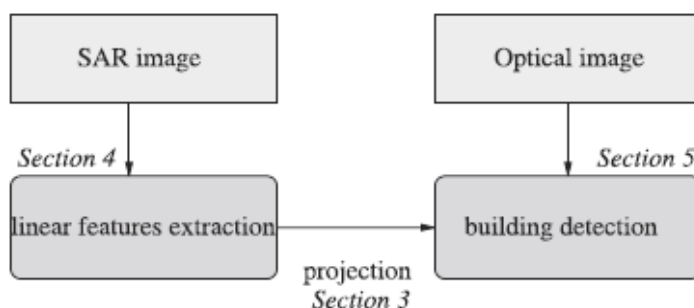 SAR image
Optical image
Section 4
Section 5
linear features extraction
building detection
projection
Section 3